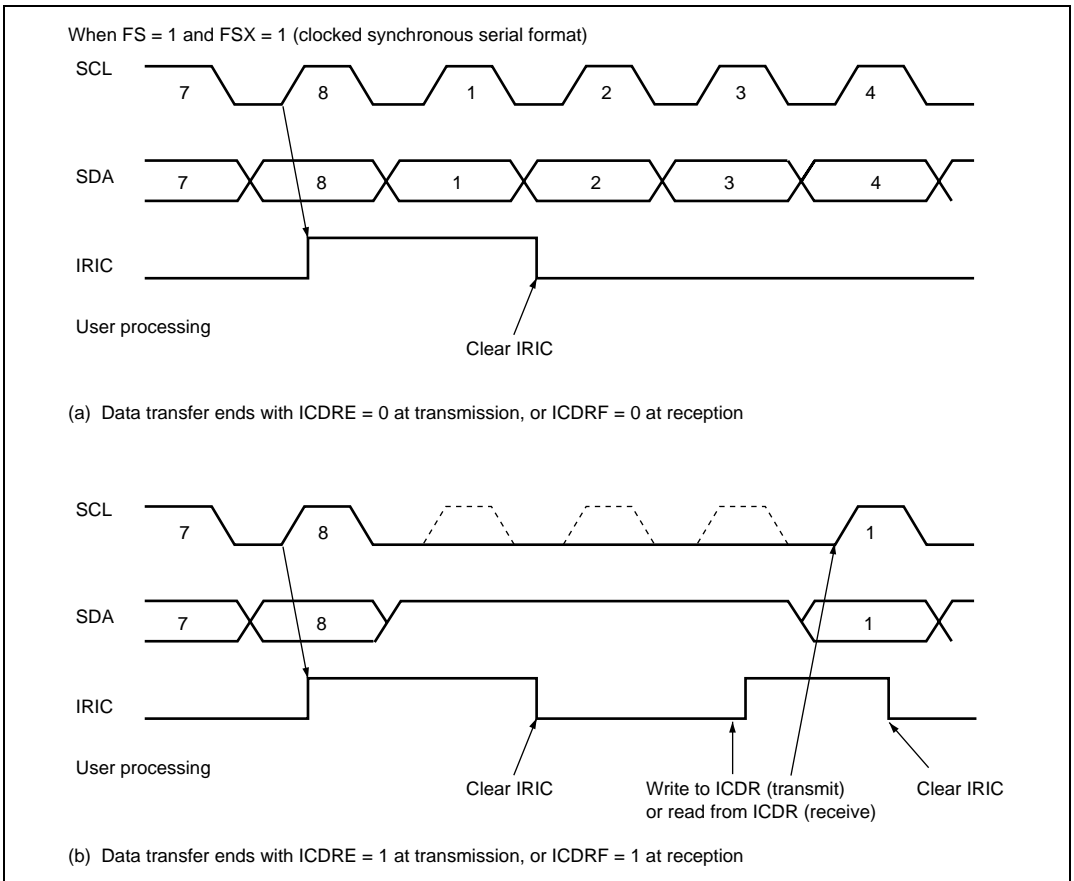 When FS = 1 and FSX = 1 (clocked synchronous serial format)
SCL
7 8 1 2 3 4
SDA
7 8 1 2 3 4
IRIC
User processing
Clear IRIC
(a) Data transfer ends with ICDRE = 0 at transmission, or ICDRF = 0 at reception
SCL
7 8 1
SDA
7 8 1
IRIC
User processing
Clear IRIC Write to ICDR (transmit) Clear IRIC
or read from ICDR (receive)
(b) Data transfer ends with ICDRE = 1 at transmission, or ICDRF = 1 at reception